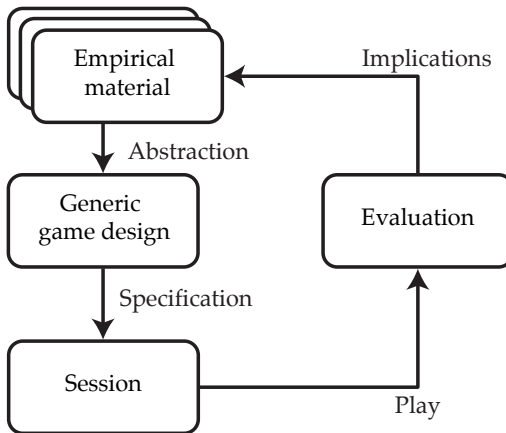 Empirical
material
Implications
Abstraction
Generic
game design
Evaluation
Specification
Session
Play